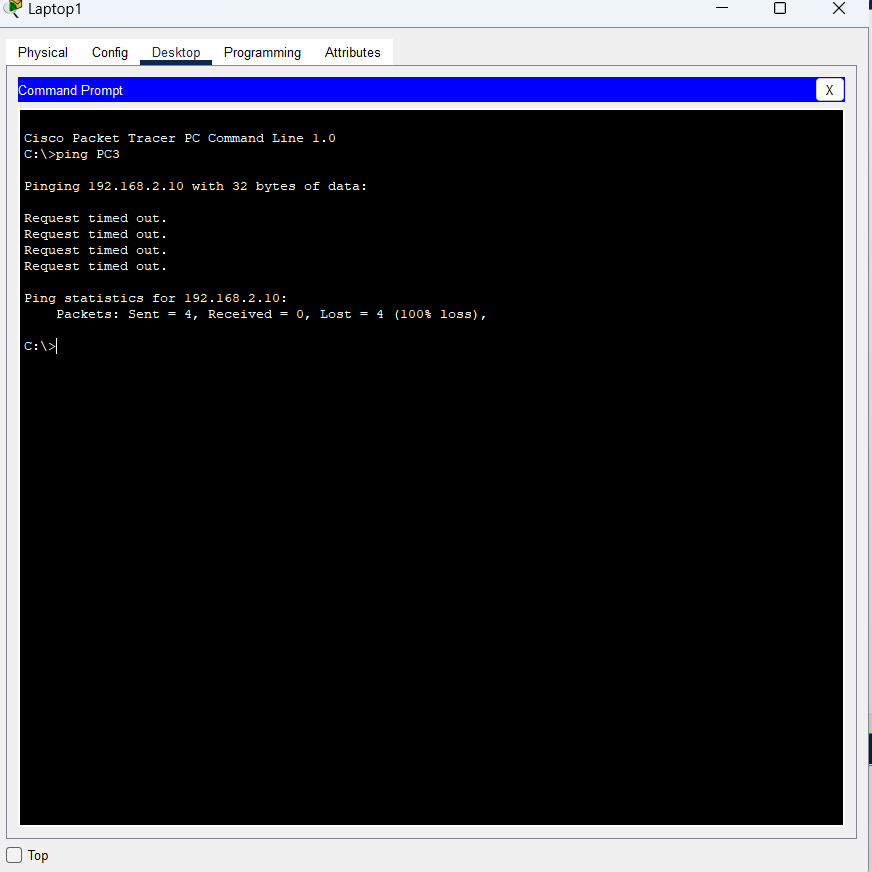 Laptop1
Physical Config Desktop Programming Attributes
Command Prompt X
Cisco Packet Tracer PC Command Line 1.0
C:\>ping PC3
Pinging 192.168.2.10 with 32 bytes of data:
Request timed out.
Request timed out.
Request timed out.
Request timed out.
Ping statistics for 192.168.2.10:
Packets: Sent = 4, Received = 0, Lost = 4 (100% loss),
C:\>
Top